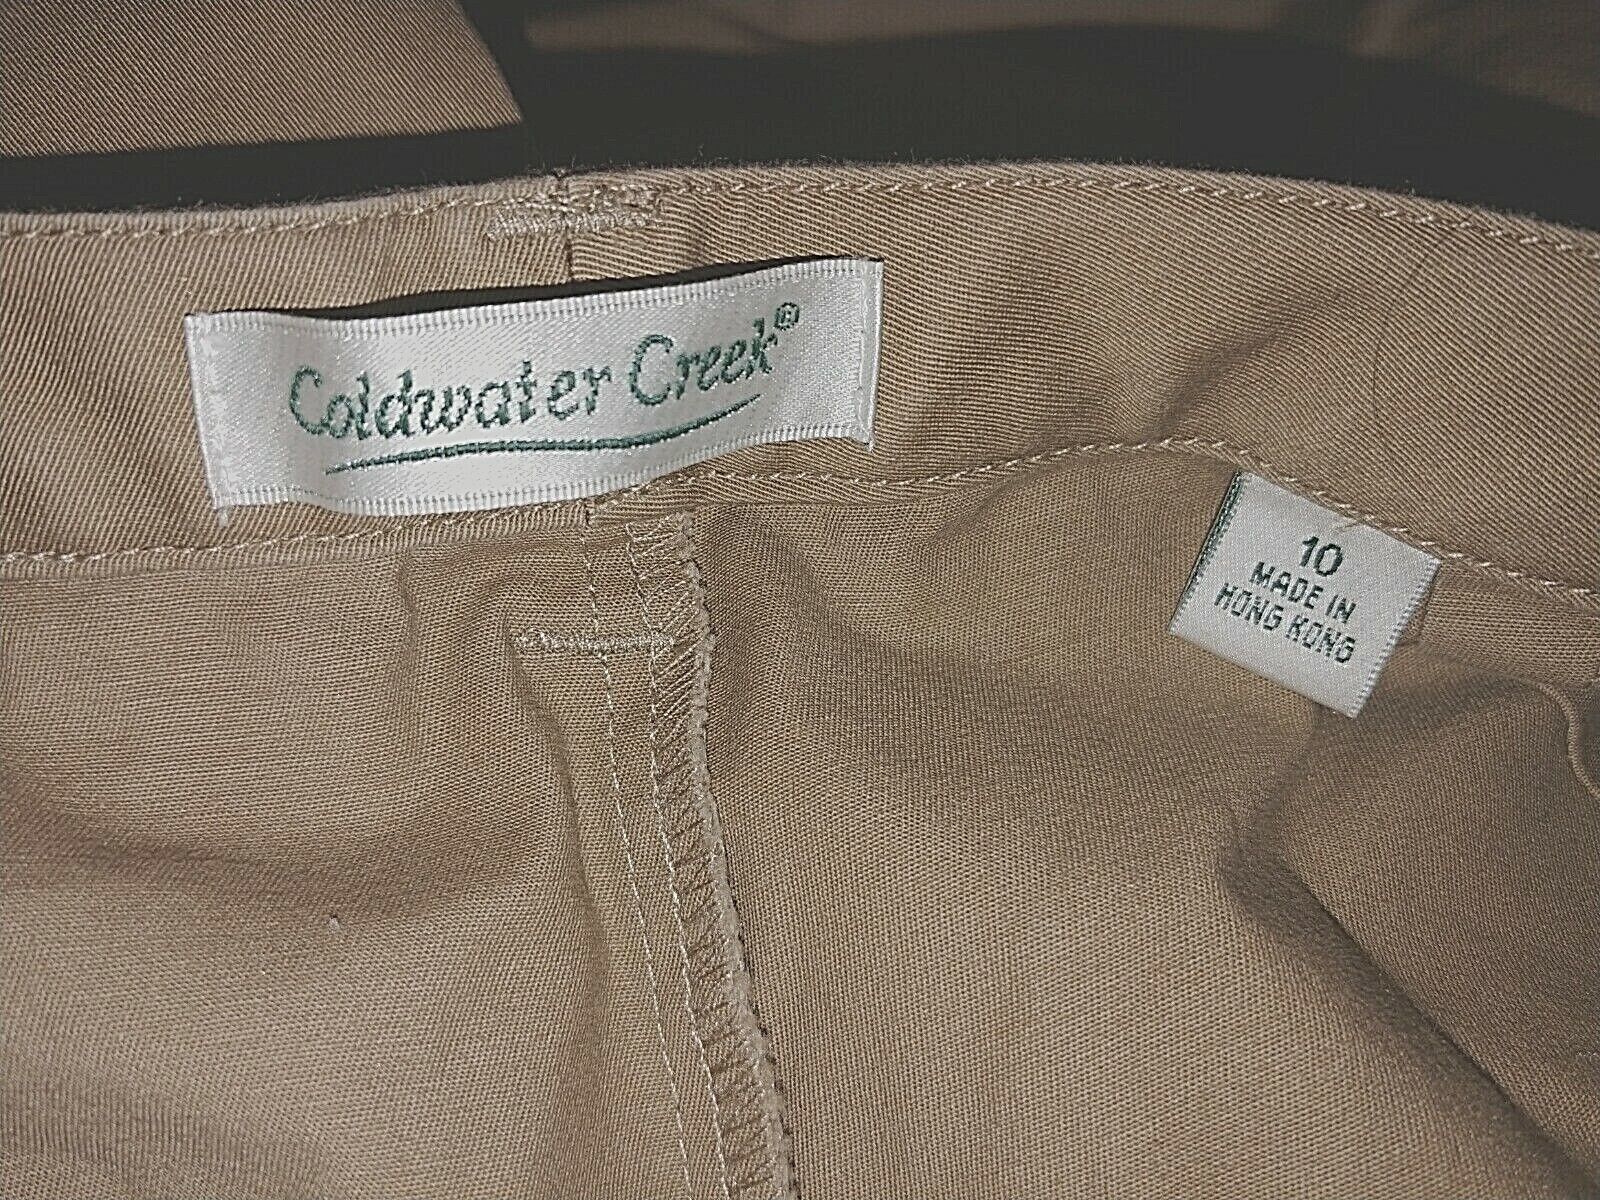 Coldwater Creek®
10
MADE IN
HONG KONG